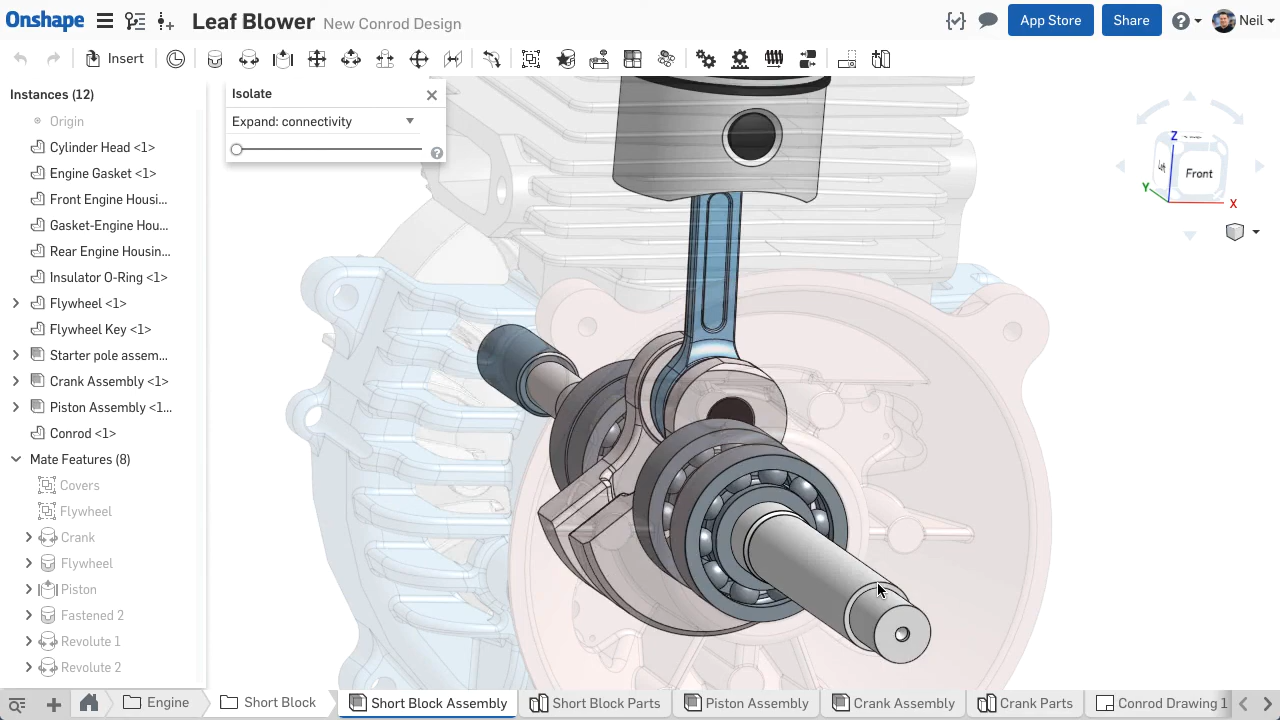 Onshape
Leaf Blower New Conrod Design
App Store
Share
Neil
Insert
Instances (12)
Origin
Cylinder Head <1>
Engine Gasket <1>
Front Engine Housi...
Gasket-Engine Hou...
Rear Engine Housin...
Insulator O-Ring <1>
Flywheel <1>
Flywheel Key <1>
Starter pole assem...
Crank Assembly <1>
Piston Assembly <1...
Conrod <1>
Mate Features (8)
Covers
Flywheel
Crank
Flywheel
Piston
Fastened 2
Revolute 1
Revolute 2
Isolate
Expand: connectivity
Z
Left
Front
Y
X
Engine
Short Block
Short Block Assembly
Short Block Parts
Piston Assembly
Crank Assembly
Crank Parts
Conrod Drawing 1